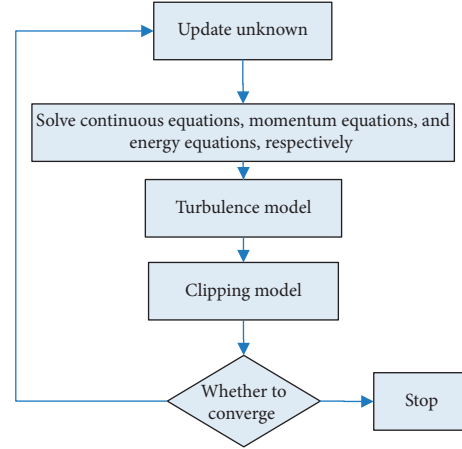 Update unknown
Solve continuous equations, momentum equations, and
energy equations, respectively
Turbulence model
Clipping model
Whether to
converge
Stop